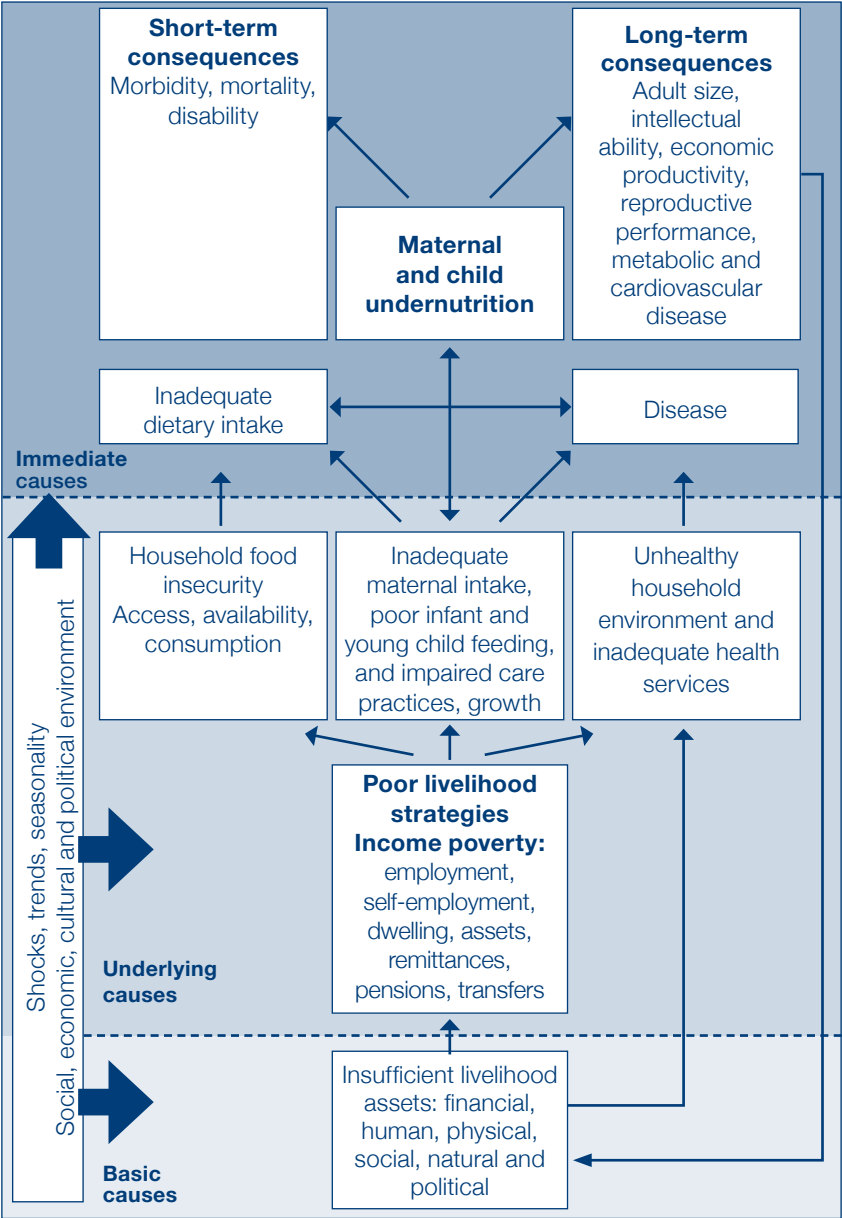 Short-term
consequences
Morbidity, mortality,
disability
Long-term
consequences
Adult size,
intellectual
ability, economic
productivity,
reproductive
performance,
metabolic and
cardiovascular
disease
Maternal
and child
undernutrition
Inadequate
dietary intake
Disease
Immediate
causes
Household food
insecurity
Access, availability,
consumption
Inadequate
maternal intake,
poor infant and
young child feeding,
and impaired care
practices, growth
Unhealthy
household
environment and
inadequate health
services
Shocks, trends, seasonality
Social, economic, cultural and political environment
Poor livelihood
strategies
Income poverty:
employment,
self-employment,
dwelling, assets,
remittances,
pensions, transfers
Underlying
causes
Insufficient livelihood
assets: financial,
human, physical,
social, natural and
political
Basic
causes